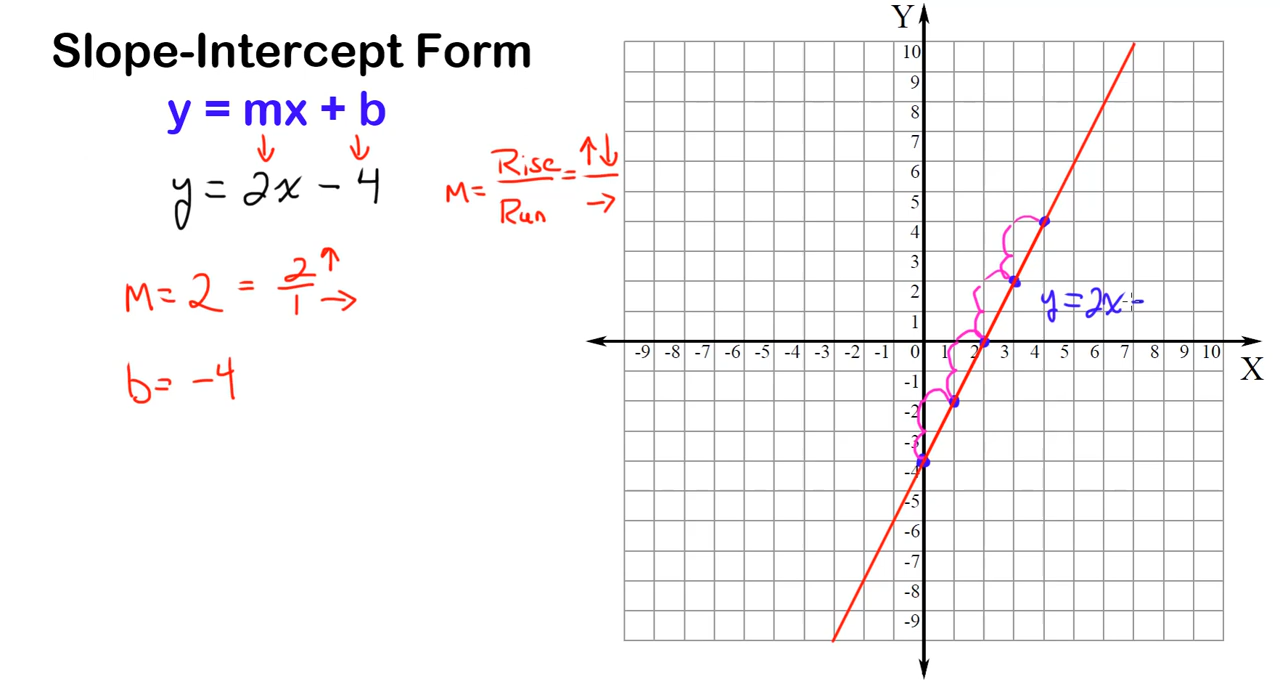 Slope-Intercept Form
y = mx + b
↓ ↓
y = 2x - 4
M = Rise/Run = ↑↓/→
M = 2 = 2↑/1→
b = -4
Y
10
9
8
7
6
5
4
3
2
1
-9 -8 -7 -6 -5 -4 -3 -2 -1 0 1 2 3 4 5 6 7 8 9 10
X
-1
-2
-3
-4
-5
-6
-7
-8
-9
y = 2x -